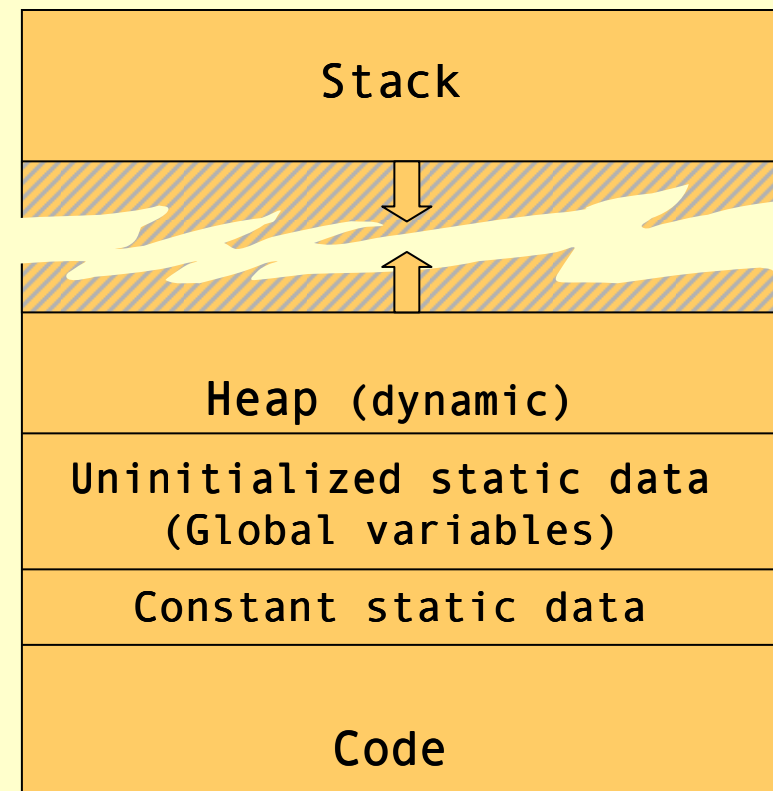 Stack
Heap (dynamic)
Uninitialized static data
(Global variables)
Constant static data
Code